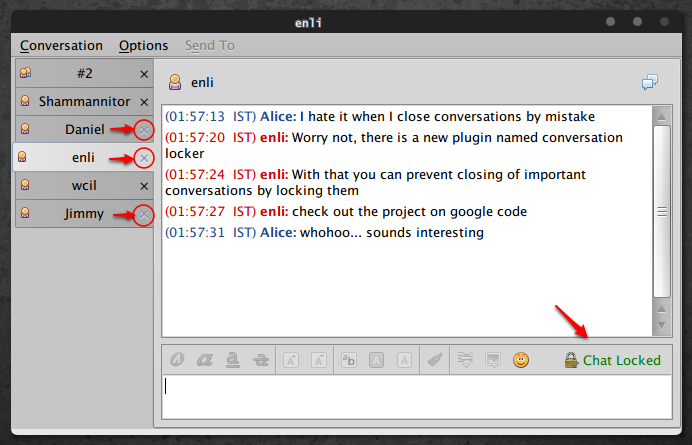 enli
Conversation Options Send To
#2
Shammannitor
Daniel
enli
wcil
Jimmy
enli
(01:57:13 IST) Alice: I hate it when I close conversations by mistake
(01:57:20 IST) enli: Worry not, there is a new plugin named conversation
locker
(01:57:24 IST) enli: With that you can prevent closing of important
conversations by locking them
(01:57:27 IST) enli: check out the project on google code
(01:57:31 IST) Alice: whohoo... sounds interesting
Chat Locked